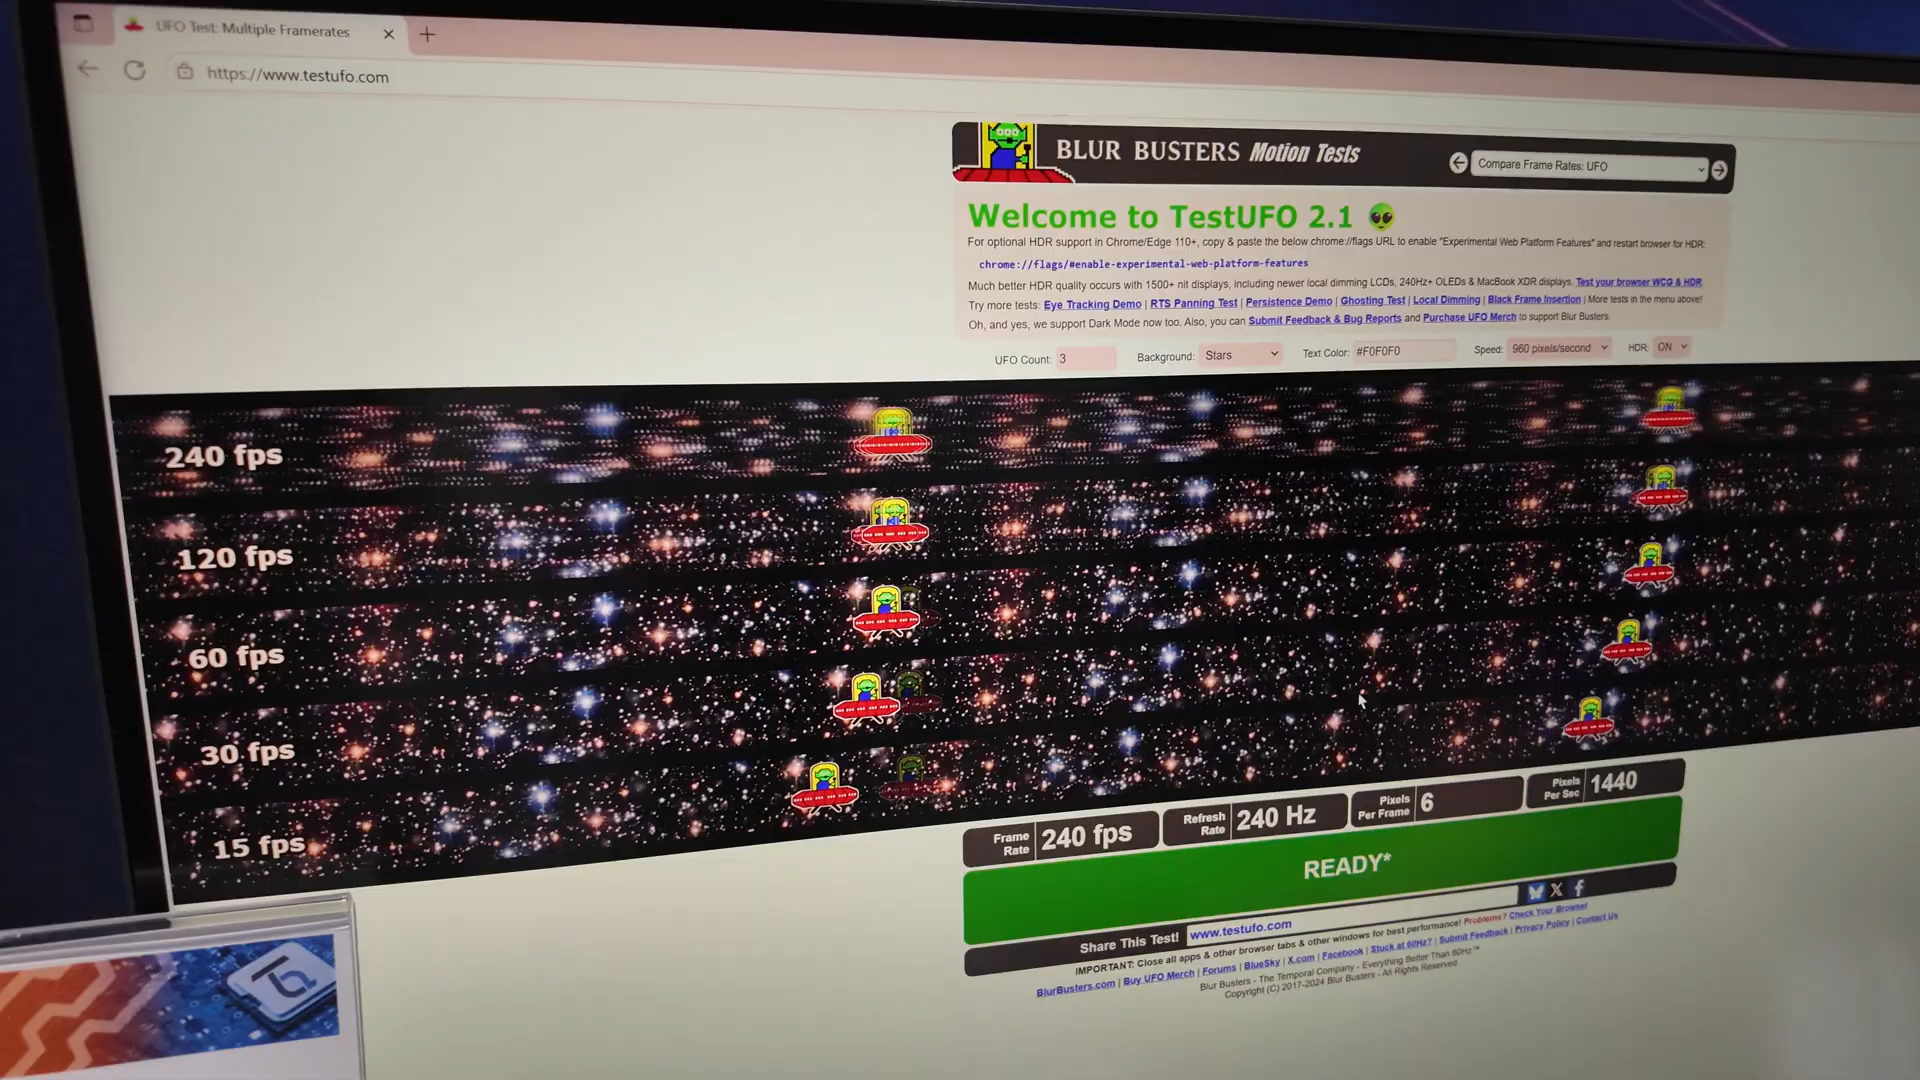 UFO Test: Multiple Framerates
https://www.testufo.com
BLUR BUSTERS Motion Tests
Compare Frame Rates: UFO
Welcome to TestUFO 2.1
For optional HDR support in Chrome/Edge 110+, copy & paste the below chrome://flags URL to enable "Experimental Web Platform Features" and restart browser for HDR:
chrome://flags/#enable-experimental-web-platform-features
Much better HDR quality occurs with 1500+ nit displays, including newer local dimming LCDs, 240Hz+ OLEDs & MacBook XDR displays. Test your browser WCG & HDR
Try more tests: Eye Tracking Demo | RTS Panning Test | Persistence Demo | Ghosting Test | Local Dimming | Black Frame Insertion | More tests in the menu above!
Oh, and yes, we support Dark Mode now too. Also, you can Submit Feedback & Bug Reports and Purchase UFO Merch to support Blur Busters.
UFO Count: 3 Background: Stars Text Color: #F0F0F0 Speed: 960 pixels/second HDR: ON
240 fps
120 fps
60 fps
30 fps
15 fps
Frame Rate 240 fps Refresh Rate 240 Hz Pixels Per Frame 6 Pixels Per Sec 1440
READY*
Share This Test! www.testufo.com
IMPORTANT: Close all apps & other browser tabs & other windows for best performance! Problems? Check Your Browser!
BlurBusters.com | Buy UFO Merch | Forums | BlueSky | X.com | Facebook | Stuck at 60Hz? | Submit Feedback | Privacy Policy | Contact Us
Blur Busters - The Temporal Company - Everything Better Than 60Hz™
Copyright (C) 2017-2024 Blur Busters - All Rights Reserved